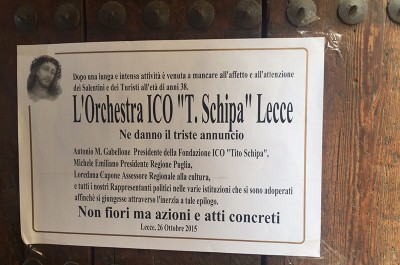 Dopo una lunga e intensa attività è venuta a mancare all'affetto e all'attenzione
dei Salentini e dei Turisti all'età di anni 38.
L'Orchestra ICO "T. Schipa" Lecce
Ne danno il triste annuncio
Antonio M. Gabellone Presidente della Fondazione ICO "Tito Schipa",
Michele Emiliano Presidente Regione Puglia,
Loredana Capone Assessore Regionale alla cultura,
e tutti i nostri Rappresentanti politici nelle varie istituzioni che si sono adoperati
affinchè si giungesse attraverso l'inerzia a tale epilogo.
Non fiori ma azioni e atti concreti
Lecce, 26 Ottobre 2015